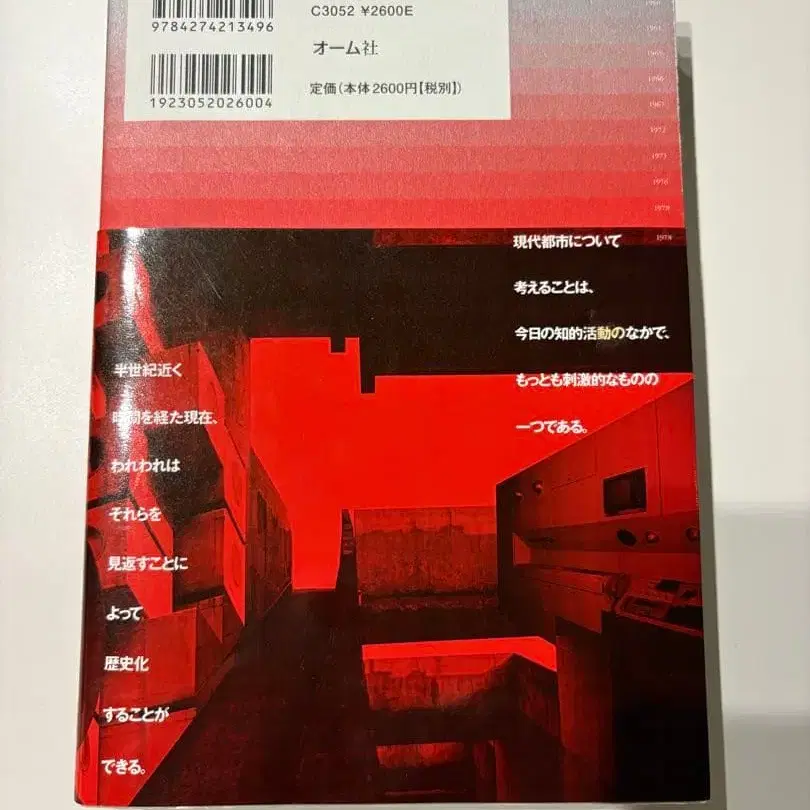 9784274213496
C3052 ¥2600E
オーム社
1923052026004
定価(本体2600円【税別】)
1972
1978
1979
現代都市について
考えることは、
今日の知的活動のなかで、
もっとも刺激的なものの
一つである。
半世紀近く
時間を経た現在、
われわれは
それらを
見返すことに
よって
歴史化
することが
できる。